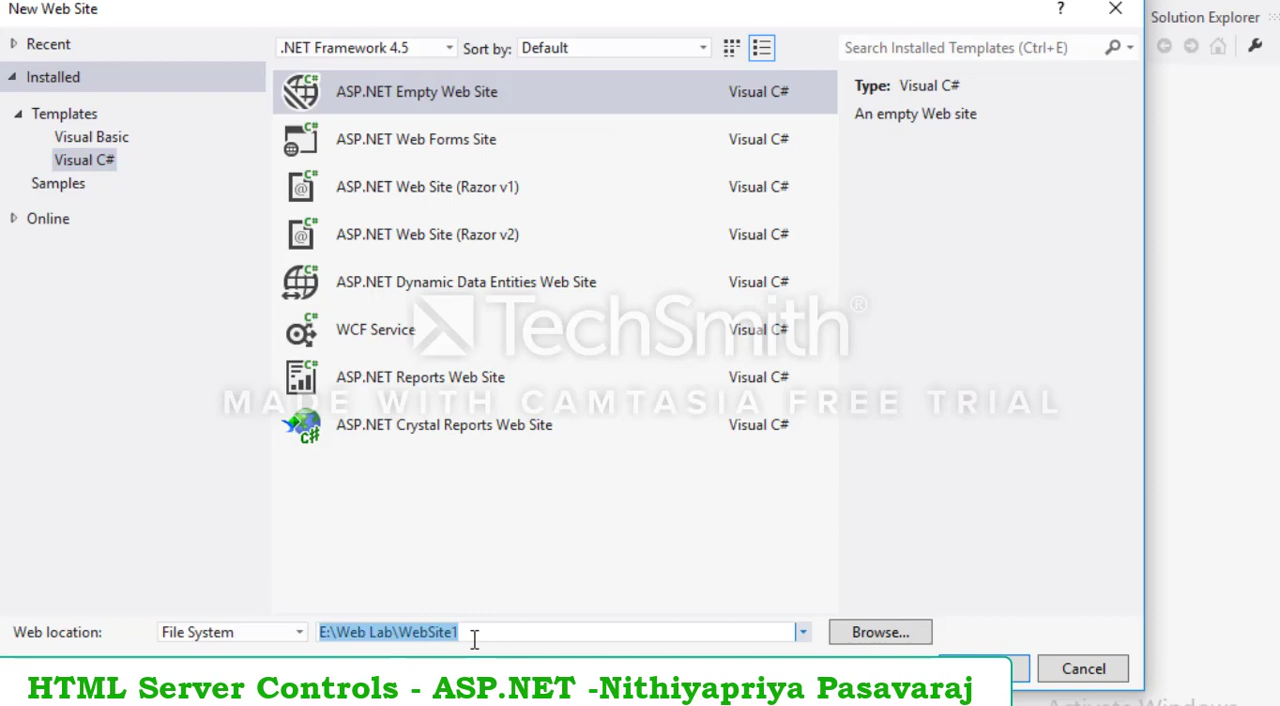 New Web Site
?
Solution Explorer
Recent
.NET Framework 4.5
Sort by:
Default
Search Installed Templates (Ctrl+E)
Installed
Templates
Visual Basic
Visual C#
Samples
Online
ASP.NET Empty Web Site Visual C#
ASP.NET Web Forms Site Visual C#
ASP.NET Web Site (Razor v1) Visual C#
ASP.NET Web Site (Razor v2) Visual C#
ASP.NET Dynamic Data Entities Web Site Visual C#
WCF Service Visual C#
ASP.NET Reports Web Site Visual C#
ASP.NET Crystal Reports Web Site Visual C#
Type: Visual C#
An empty Web site
TechSmith®
MADE WITH CAMTASIA FREE TRIAL
Web location:
File System
E:\Web Lab\WebSite1
Browse...
Cancel
HTML Server Controls - ASP.NET -Nithiyapriya Pasavaraj
Activate Windows